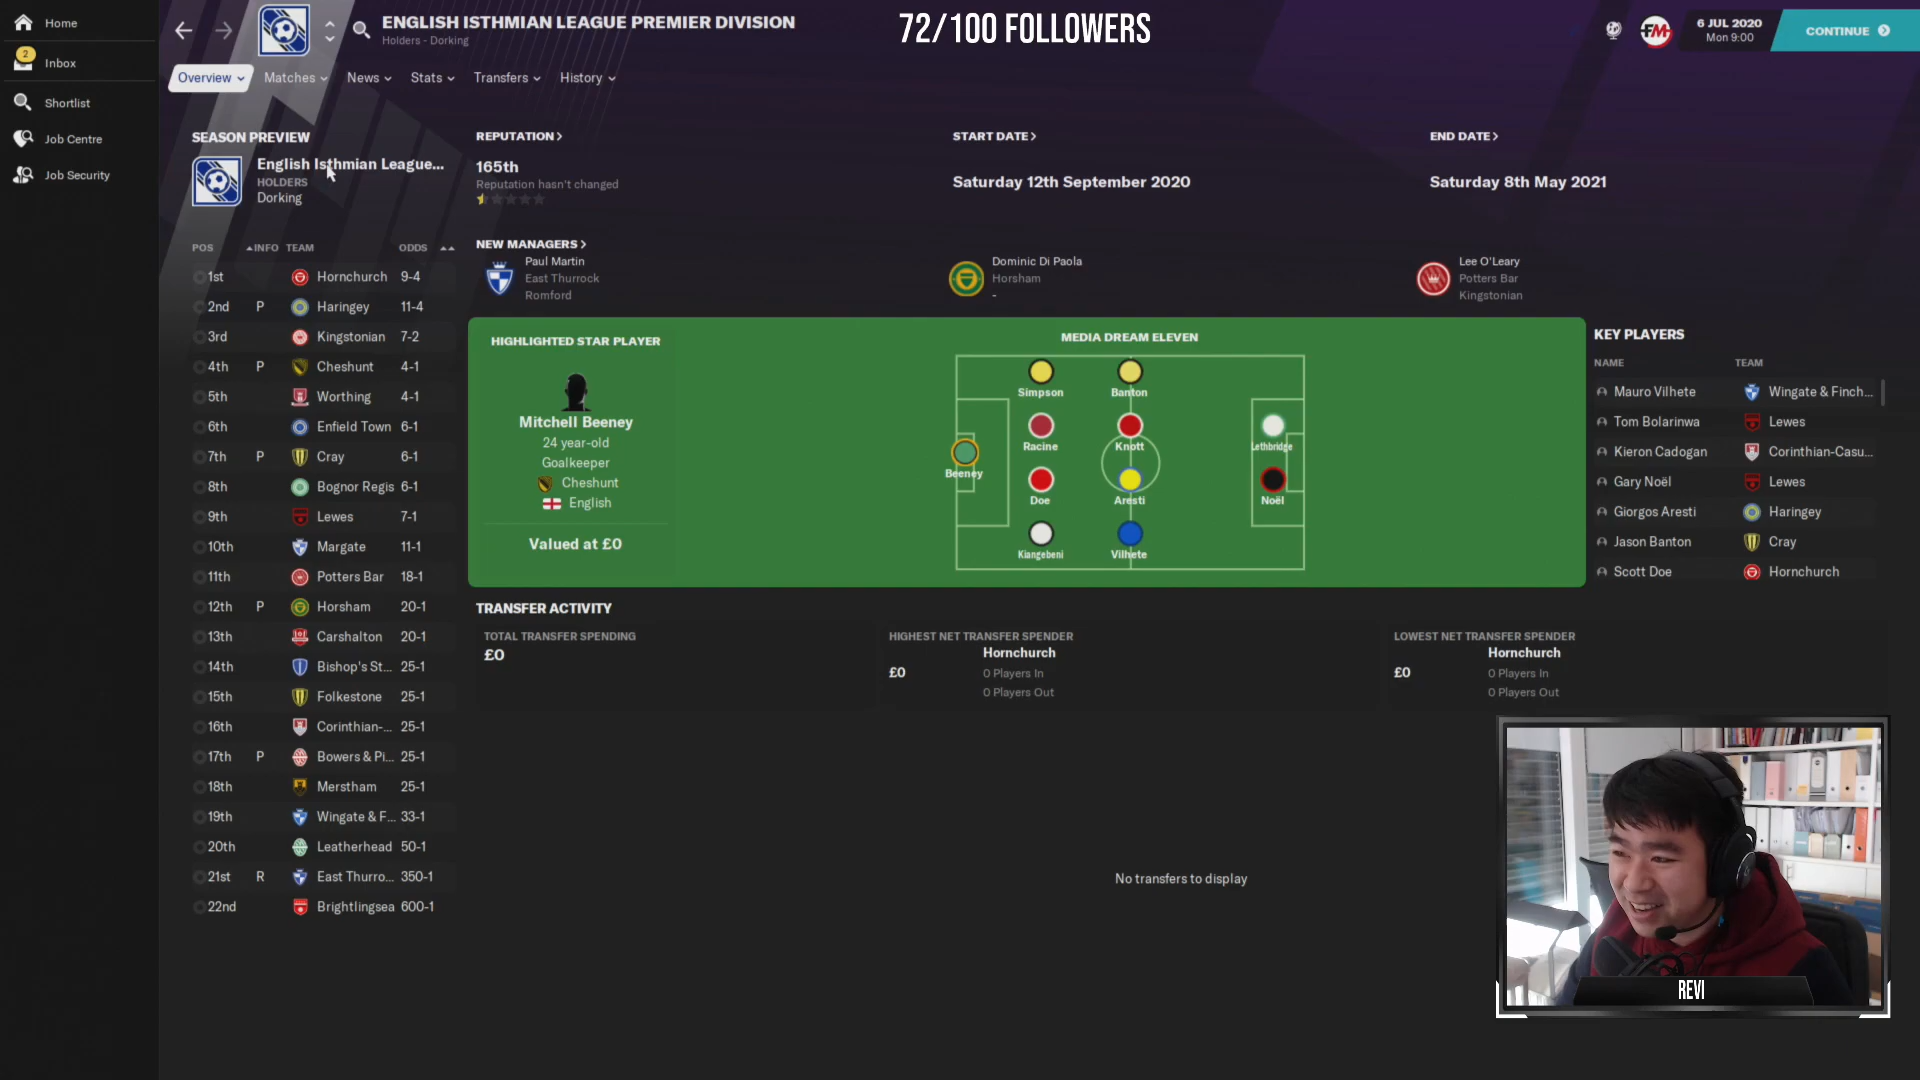 Home
2
Inbox
Shortlist
Job Centre
Job Security
ENGLISH ISTHMIAN LEAGUE PREMIER DIVISION
Holders - Dorking
72/100 FOLLOWERS
FM
6 JUL 2020
Mon 9:00
CONTINUE
Overview Matches News Stats Transfers History
SEASON PREVIEW
English Isthmian League...
HOLDERS
Dorking
REPUTATION
165th
Reputation hasn't changed
START DATE
Saturday 12th September 2020
END DATE
Saturday 8th May 2021
NEW MANAGERS
Paul Martin
East Thurrock
Romford
Dominic Di Paola
Horsham
-
Lee O'Leary
Potters Bar
Kingstonian
POS INFO TEAM ODDS
1st Hornchurch 9-4
2nd P Haringey 11-4
3rd Kingstonian 7-2
4th P Cheshunt 4-1
5th Worthing 4-1
6th Enfield Town 6-1
7th P Cray 6-1
8th Bognor Regis 6-1
9th Lewes 7-1
10th Margate 11-1
11th Potters Bar 18-1
12th P Horsham 20-1
13th Carshalton 20-1
14th Bishop's St... 25-1
15th Folkestone 25-1
16th Corinthian-... 25-1
17th P Bowers & Pi... 25-1
18th Merstham 25-1
19th Wingate & F... 33-1
20th Leatherhead 50-1
21st R East Thurro... 350-1
22nd Brightlingsea 600-1
HIGHLIGHTED STAR PLAYER
Mitchell Beeney
24 year-old
Goalkeeper
Cheshunt
English
Valued at £0
MEDIA DREAM ELEVEN
Simpson
Banton
Racine
Knott
Lethbridge
Beeney
Doe
Aresti
Noël
Kiangebeni
Vilhete
KEY PLAYERS
NAME TEAM
Mauro Vilhete Wingate & Finch...
Tom Bolarinwa Lewes
Kieron Cadogan Corinthian-Casu...
Gary Noël Lewes
Giorgos Aresti Haringey
Jason Banton Cray
Scott Doe Hornchurch
TRANSFER ACTIVITY
TOTAL TRANSFER SPENDING
£0
HIGHEST NET TRANSFER SPENDER
Hornchurch
£0
0 Players In
0 Players Out
LOWEST NET TRANSFER SPENDER
Hornchurch
£0
0 Players In
0 Players Out
No transfers to display
REVI